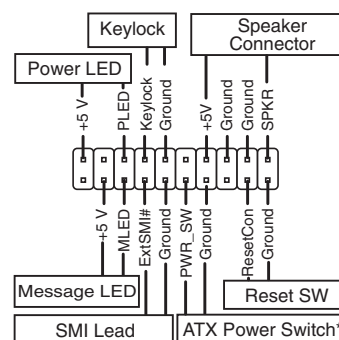 Keylock
Speaker
Connector
Power LED
+5 V
PLED
Keylock
Ground
+5V
Ground
Ground
SPKR
+5 V
MLED
ExtSMI#
Ground
PWR_SW
Ground
ResetCon
Ground
Message LED
Reset SW
SMI Lead
ATX Power Switch*